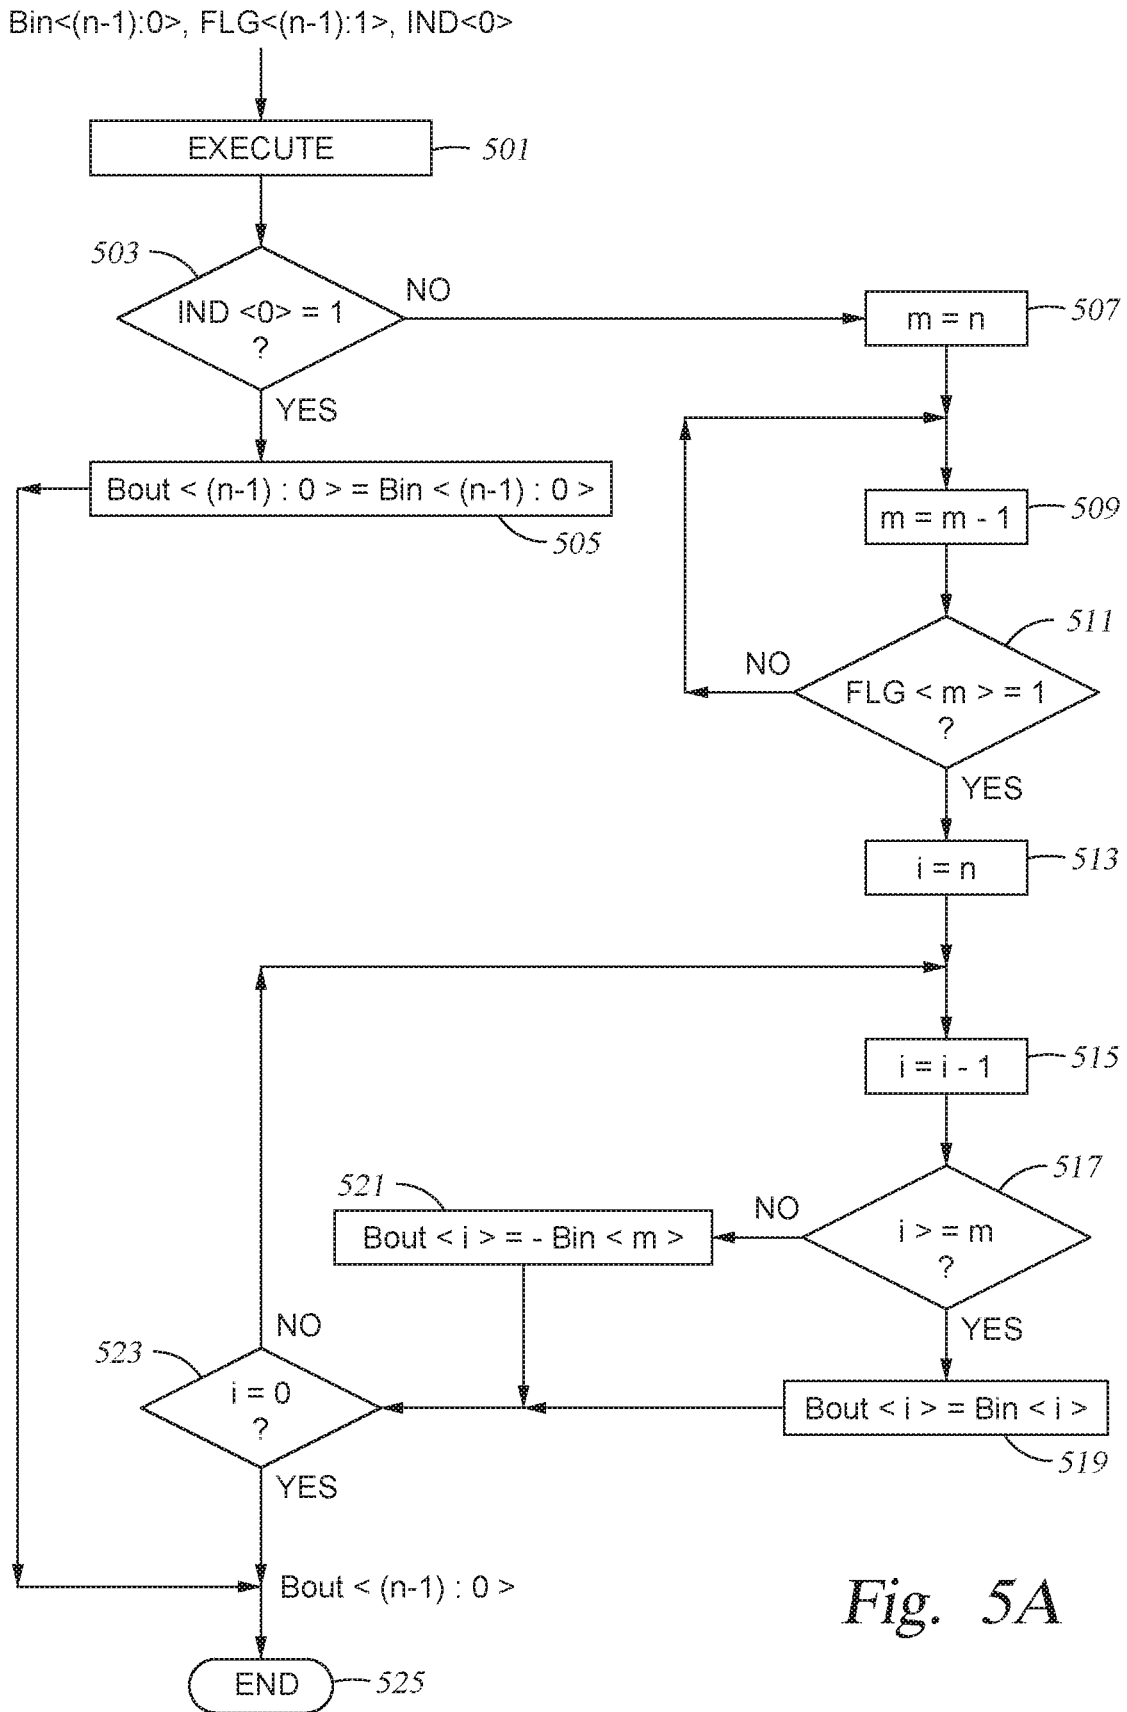 Bin<(n-1):0>, FLG<(n-1):1>, IND<0>
EXECUTE
501
503
IND <0> = 1
?
NO
YES
m = n
507
Bout < (n-1) : 0 > = Bin < (n-1) : 0 >
505
m = m - 1
509
511
NO
FLG < m > = 1
?
YES
i = n
513
i = i - 1
515
517
521
NO
i > = m
?
Bout < i > = - Bin < m >
YES
NO
523
i = 0
?
YES
Bout < i > = Bin < i >
519
Bout < (n-1) : 0 >
END
525
Fig. 5A